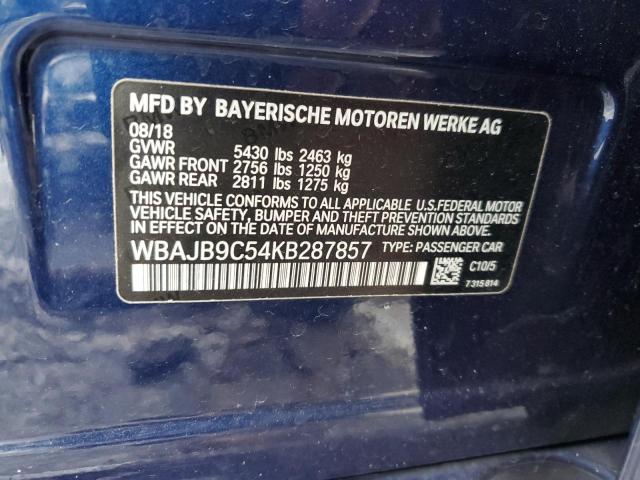 MFD BY BAYERISCHE MOTOREN WERKE AG
08/18
GVWR 5430 lbs 2463 kg
GAWR FRONT 2756 lbs 1250 kg
GAWR REAR 2811 lbs 1275 kg
THIS VEHICLE CONFORMS TO ALL APPLICABLE U.S. FEDERAL MOTOR
VEHICLE SAFETY, BUMPER AND THEFT PREVENTION STANDARDS
IN EFFECT ON THE DATE OF MANUFACTURE SHOWN ABOVE.
WBAJB9C54KB287857 TYPE: PASSENGER CAR
C10/5
7315814